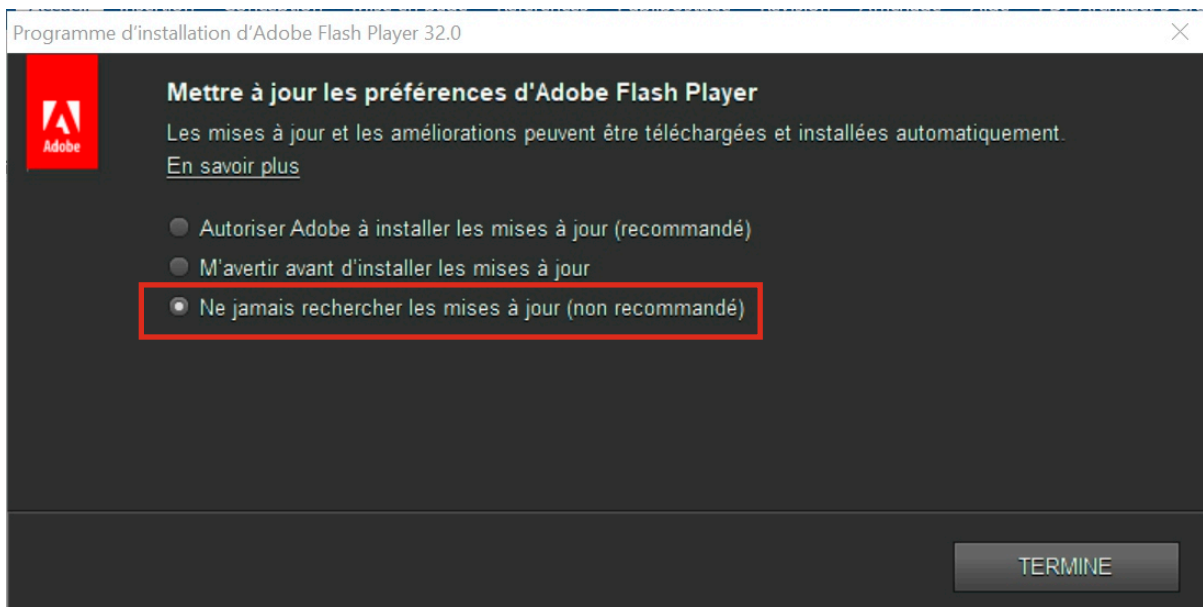 Programme d'installation d'Adobe Flash Player 32.0
Mettre à jour les préférences d'Adobe Flash Player
Adobe
Les mises à jour et les améliorations peuvent être téléchargées et installées automatiquement.
En savoir plus
Autoriser Adobe à installer les mises à jour (recommandé)
M'avertir avant d'installer les mises à jour
Ne jamais rechercher les mises à jour (non recommandé)
TERMINE